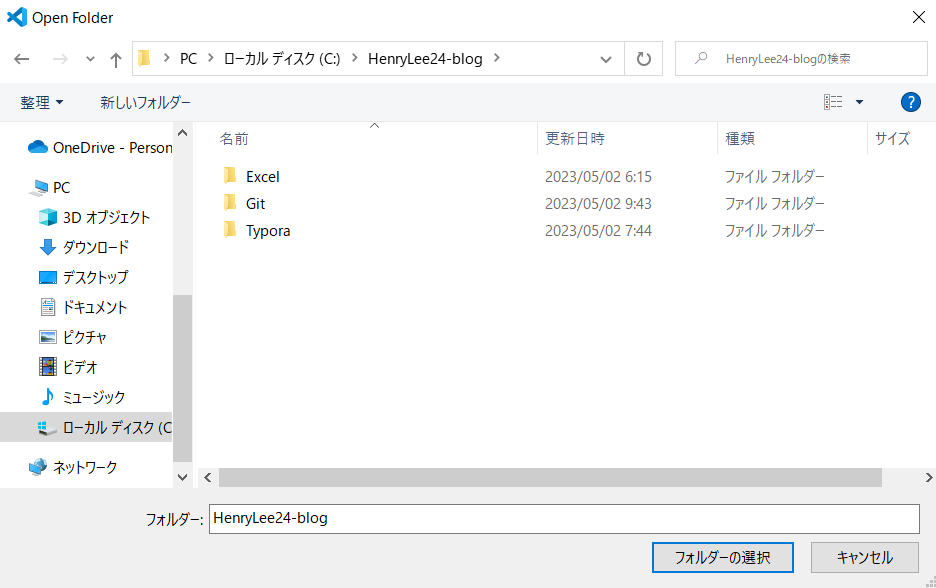 Open Folder
PC ローカル ディスク (C:) HenryLee24-blog
HenryLee24-blogの検索
整理 新しいフォルダー
?
名前 更新日時 種類 サイズ
OneDrive - Person
PC
3D オブジェクト
ダウンロード
デスクトップ
ドキュメント
ピクチャ
ビデオ
ミュージック
ローカル ディスク (C
ネットワーク
Excel 2023/05/02 6:15 ファイル フォルダー
Git 2023/05/02 9:43 ファイル フォルダー
Typora 2023/05/02 7:44 ファイル フォルダー
フォルダー: HenryLee24-blog
フォルダーの選択 キャンセル